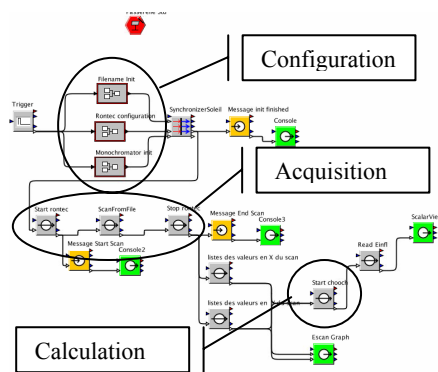 Configuration
Filename Init
Trigger
SynchronizerSoleil
Message init finished
Console
Rontec configuration
Monochromator init
Acquisition
Start rontec
ScanFromFile
Stop rontec
Message End Scan
Console3
ScalarVie
Message Start Scan
Console2
Read Einfl
listes des valeurs en X du scan
Start chooch
listes des valeurs en
du scan
Calculation
Escan Graph